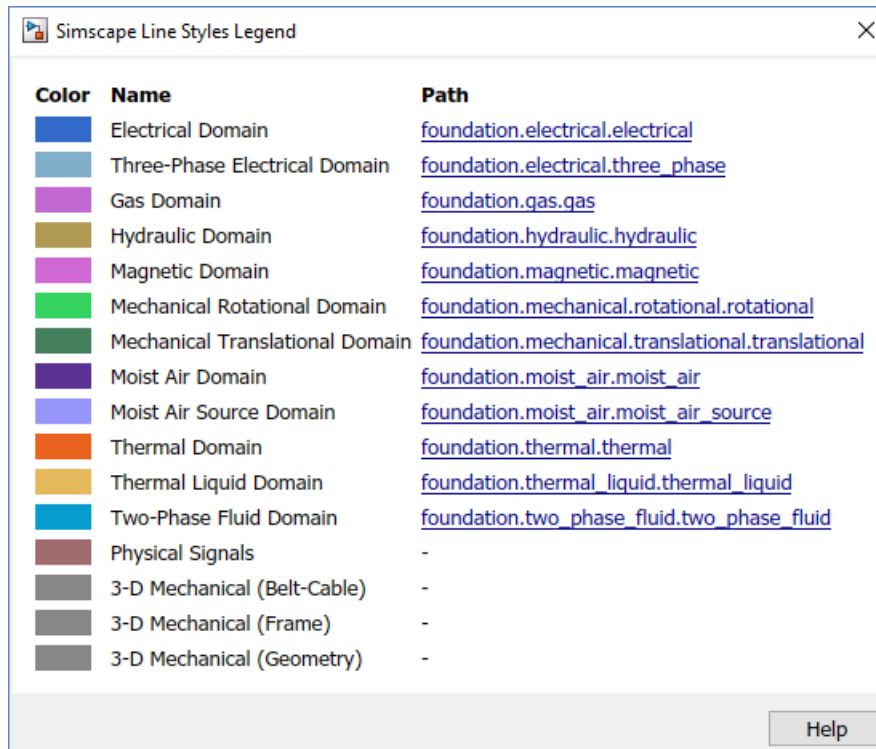 Simscape Line Styles Legend
Color Name Path
Electrical Domain foundation.electrical.electrical
Three-Phase Electrical Domain foundation.electrical.three_phase
Gas Domain foundation.gas.gas
Hydraulic Domain foundation.hydraulic.hydraulic
Magnetic Domain foundation.magnetic.magnetic
Mechanical Rotational Domain foundation.mechanical.rotational.rotational
Mechanical Translational Domain foundation.mechanical.translational.translational
Moist Air Domain foundation.moist_air.moist_air
Moist Air Source Domain foundation.moist_air.moist_air_source
Thermal Domain foundation.thermal.thermal
Thermal Liquid Domain foundation.thermal_liquid.thermal_liquid
Two-Phase Fluid Domain foundation.two_phase_fluid.two_phase_fluid
Physical Signals -
3-D Mechanical (Belt-Cable) -
3-D Mechanical (Frame) -
3-D Mechanical (Geometry) -
Help